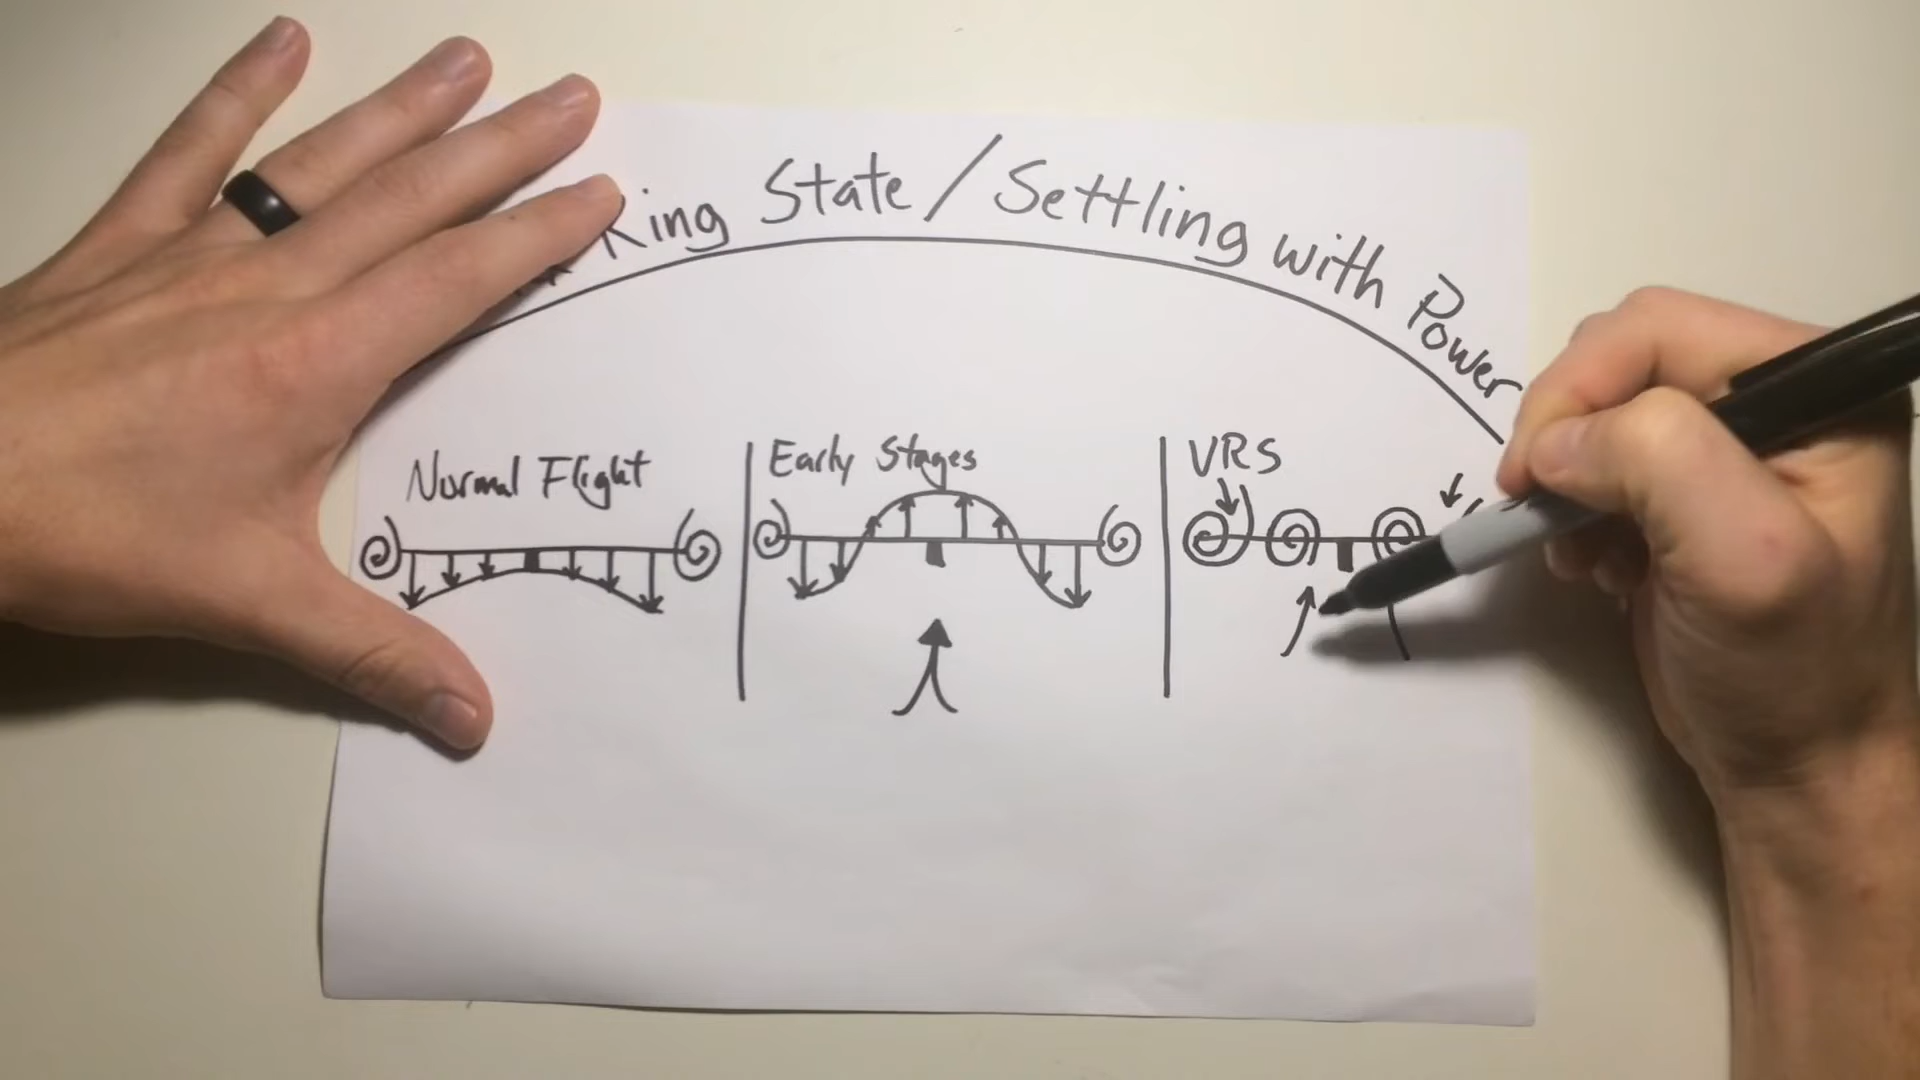 Ring State / Settling with Power
Normal Flight
Early Stages
VRS